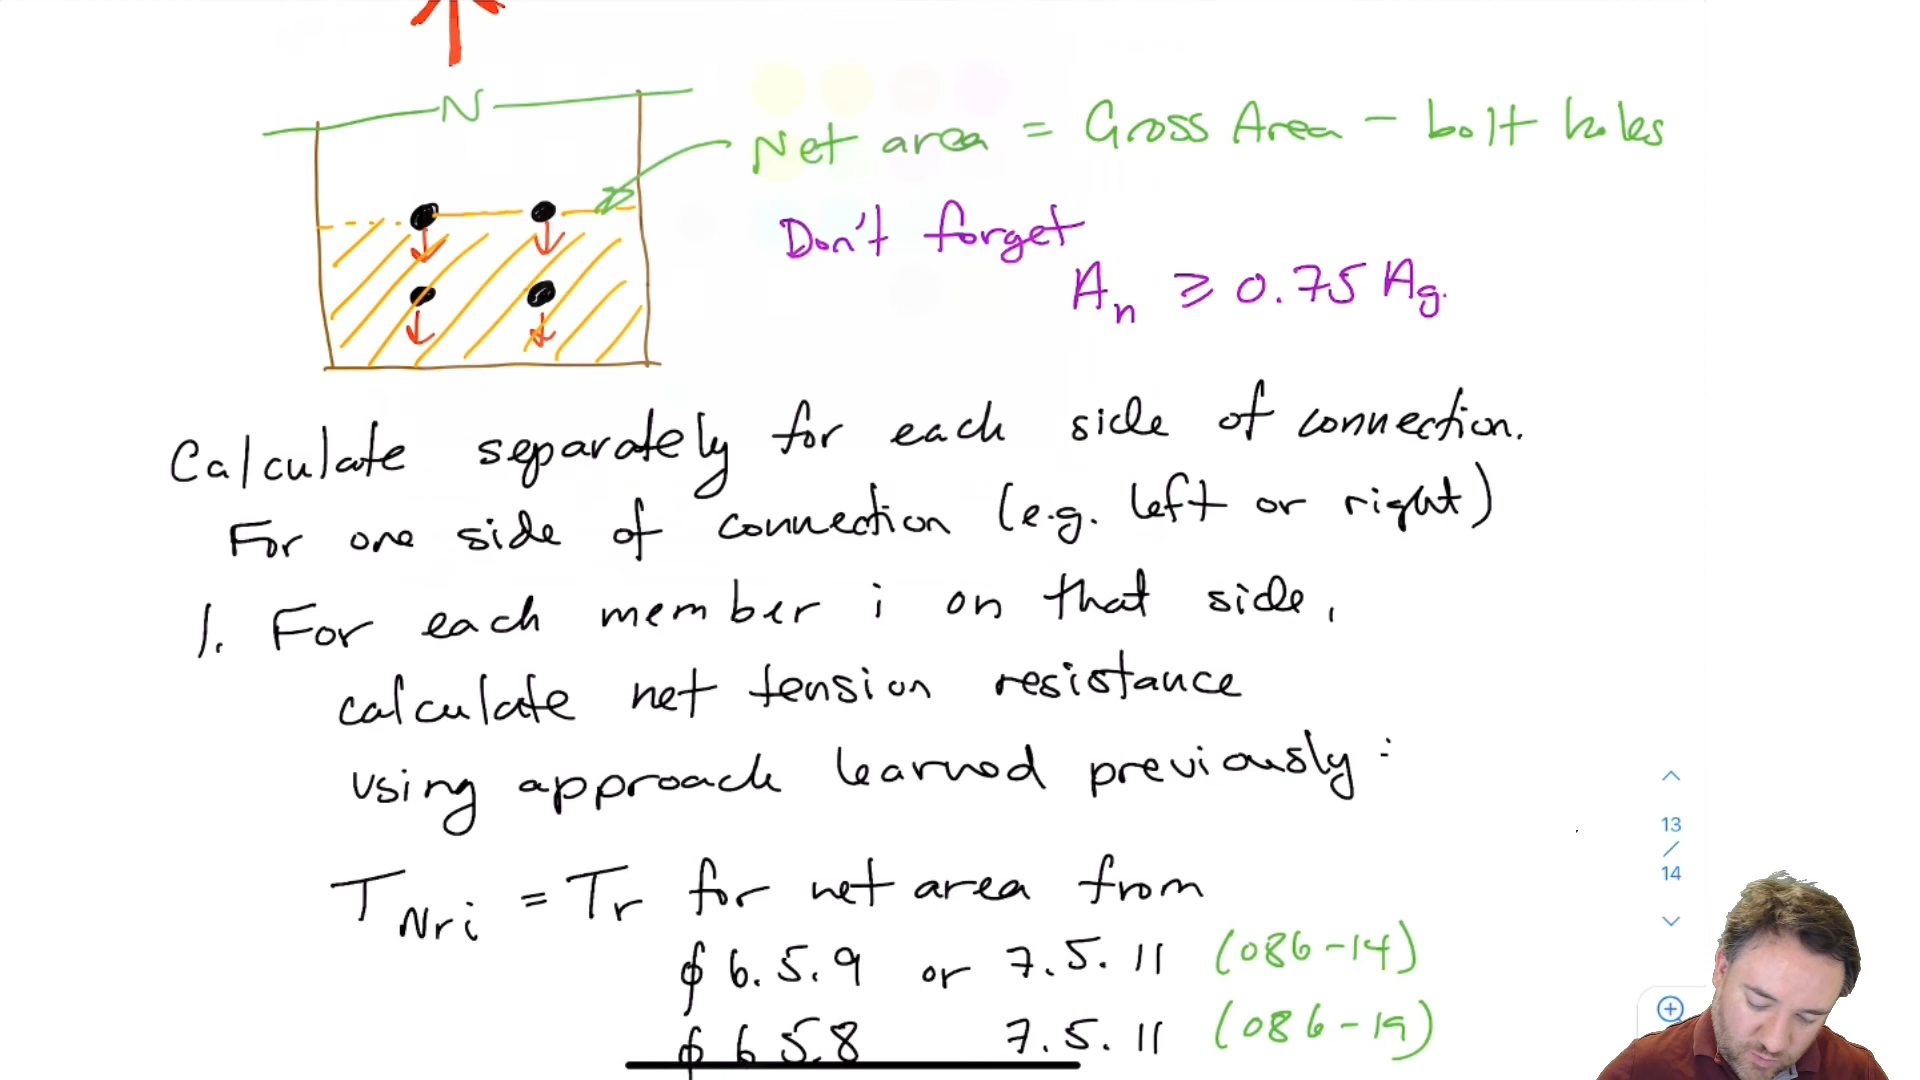 N
Net area = Gross Area - bolt holes
Don't forget
An ≥ 0.75 Ag.
Calculate separately for each side of connection.
For one side of connection (e.g. left or right)
1. For each member i on that side,
calculate net tension resistance
using approach learned previously:
TNri = Tr for net area from
§ 6.5.9 or 7.5.11 (086-14)
§ 6 5.8 7.5.11 (086-19)
13
/
14